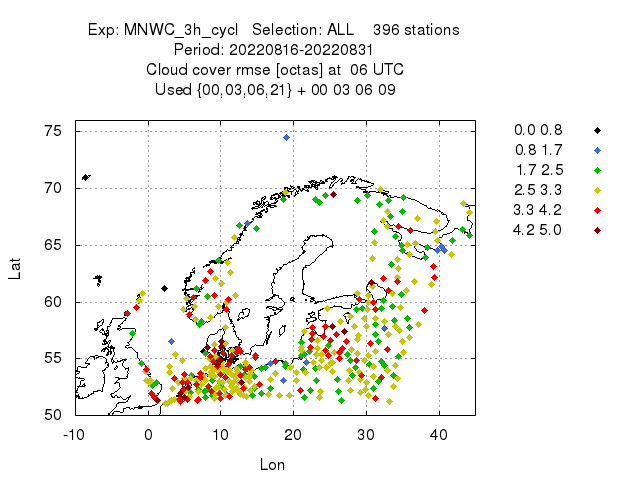 Exp: MNWC_3h_cycl   Selection: ALL     396 stations
Period: 20220816-20220831
Cloud cover rmse [octas] at  06 UTC
Used {00,03,06,21} + 00 03 06 09
0.0 0.8
0.8 1.7
1.7 2.5
2.5 3.3
3.3 4.2
4.2 5.0
75
70
65
60
55
50
Lat
-10 0 10 20 30 40
Lon